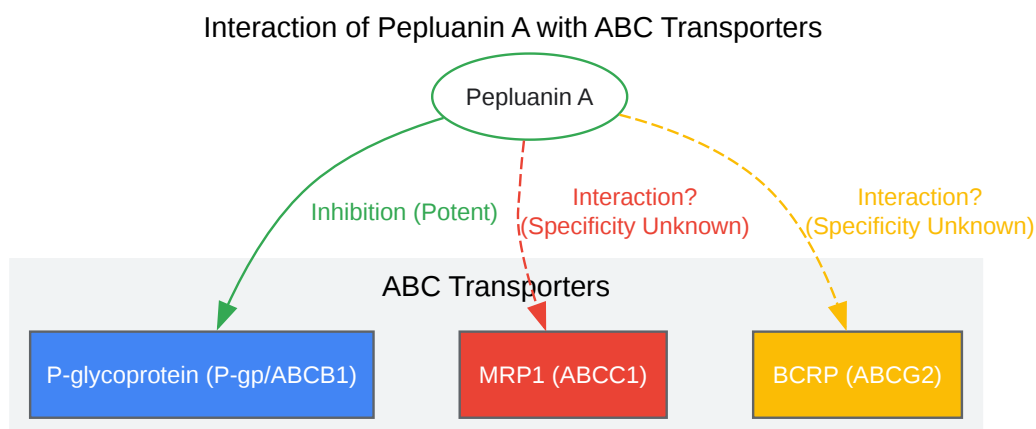 Interaction of Pepluanin A with ABC Transporters
Pepluanin A
Inhibition (Potent)
Interaction?
(Specificity Unknown)
Interaction?
(Specificity Unknown)
ABC Transporters
P-glycoprotein (P-gp/ABCB1)
MRP1 (ABCC1)
BCRP (ABCG2)